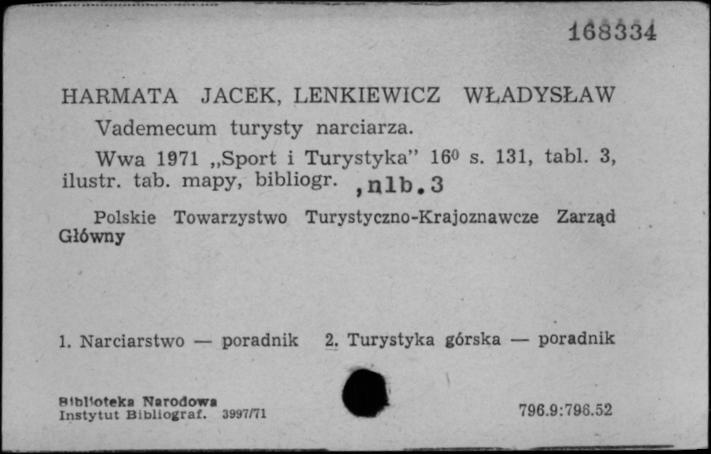 168334
HARMATA JACEK, LENKIEWICZ WŁADYSŁAW
Vademecum turysty narciarza.
Wwa 1971 „Sport i Turystyka” 16⁰ s. 131, tabl. 3,
ilustr. tab. mapy, bibliogr. , nlb. 3
Polskie Towarzystwo Turystyczno-Krajoznawcze Zarząd
Główny
1. Narciarstwo — poradnik 2. Turystyka górska — poradnik
Biblioteka Narodowa
Instytut Bibliograf. 3997/71
796.9:796.52